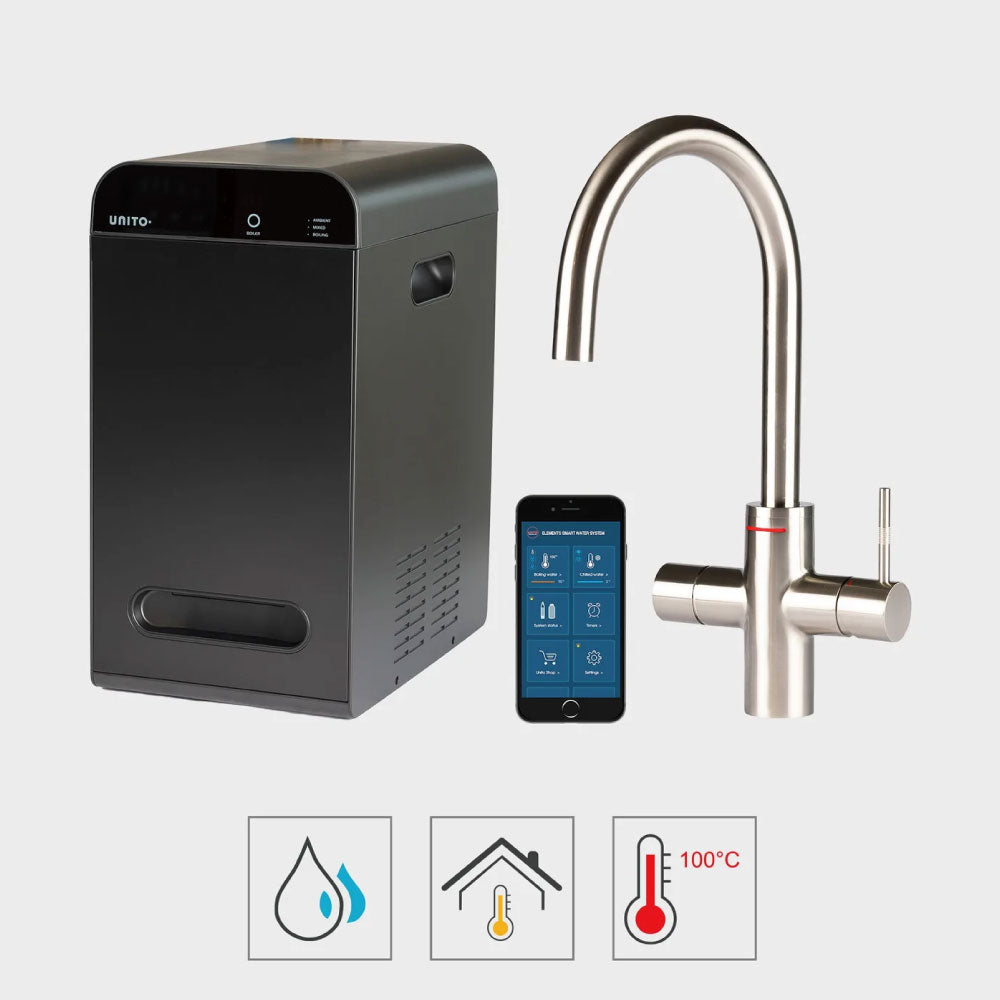 UNITO
BOILER
AMBIENT
MIXED
BOILING
ELEMENTS SMART WATER SYSTEM
Boiling water >
Chilled water >
System status >
Timers >
Unito Shop >
Settings >
100°C